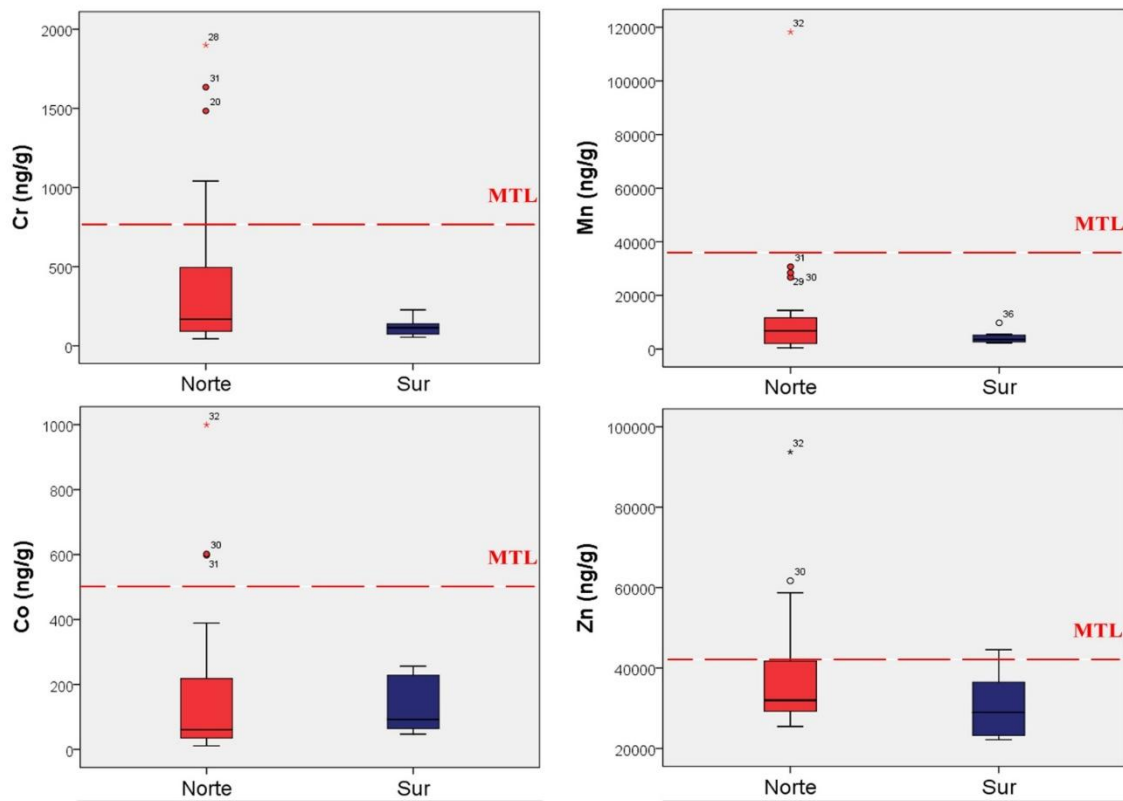 Cr (ng/g)
2000
1500
1000
500
0
28
31
20
MTL
Norte
Sur
Mn (ng/g)
120000
100000
80000
60000
40000
20000
0
32
31
29
30
36
MTL
Norte
Sur
Co (ng/g)
1000
800
600
400
200
0
32
30
31
MTL
Norte
Sur
Zn (ng/g)
100000
80000
60000
40000
20000
32
30
MTL
Norte
Sur